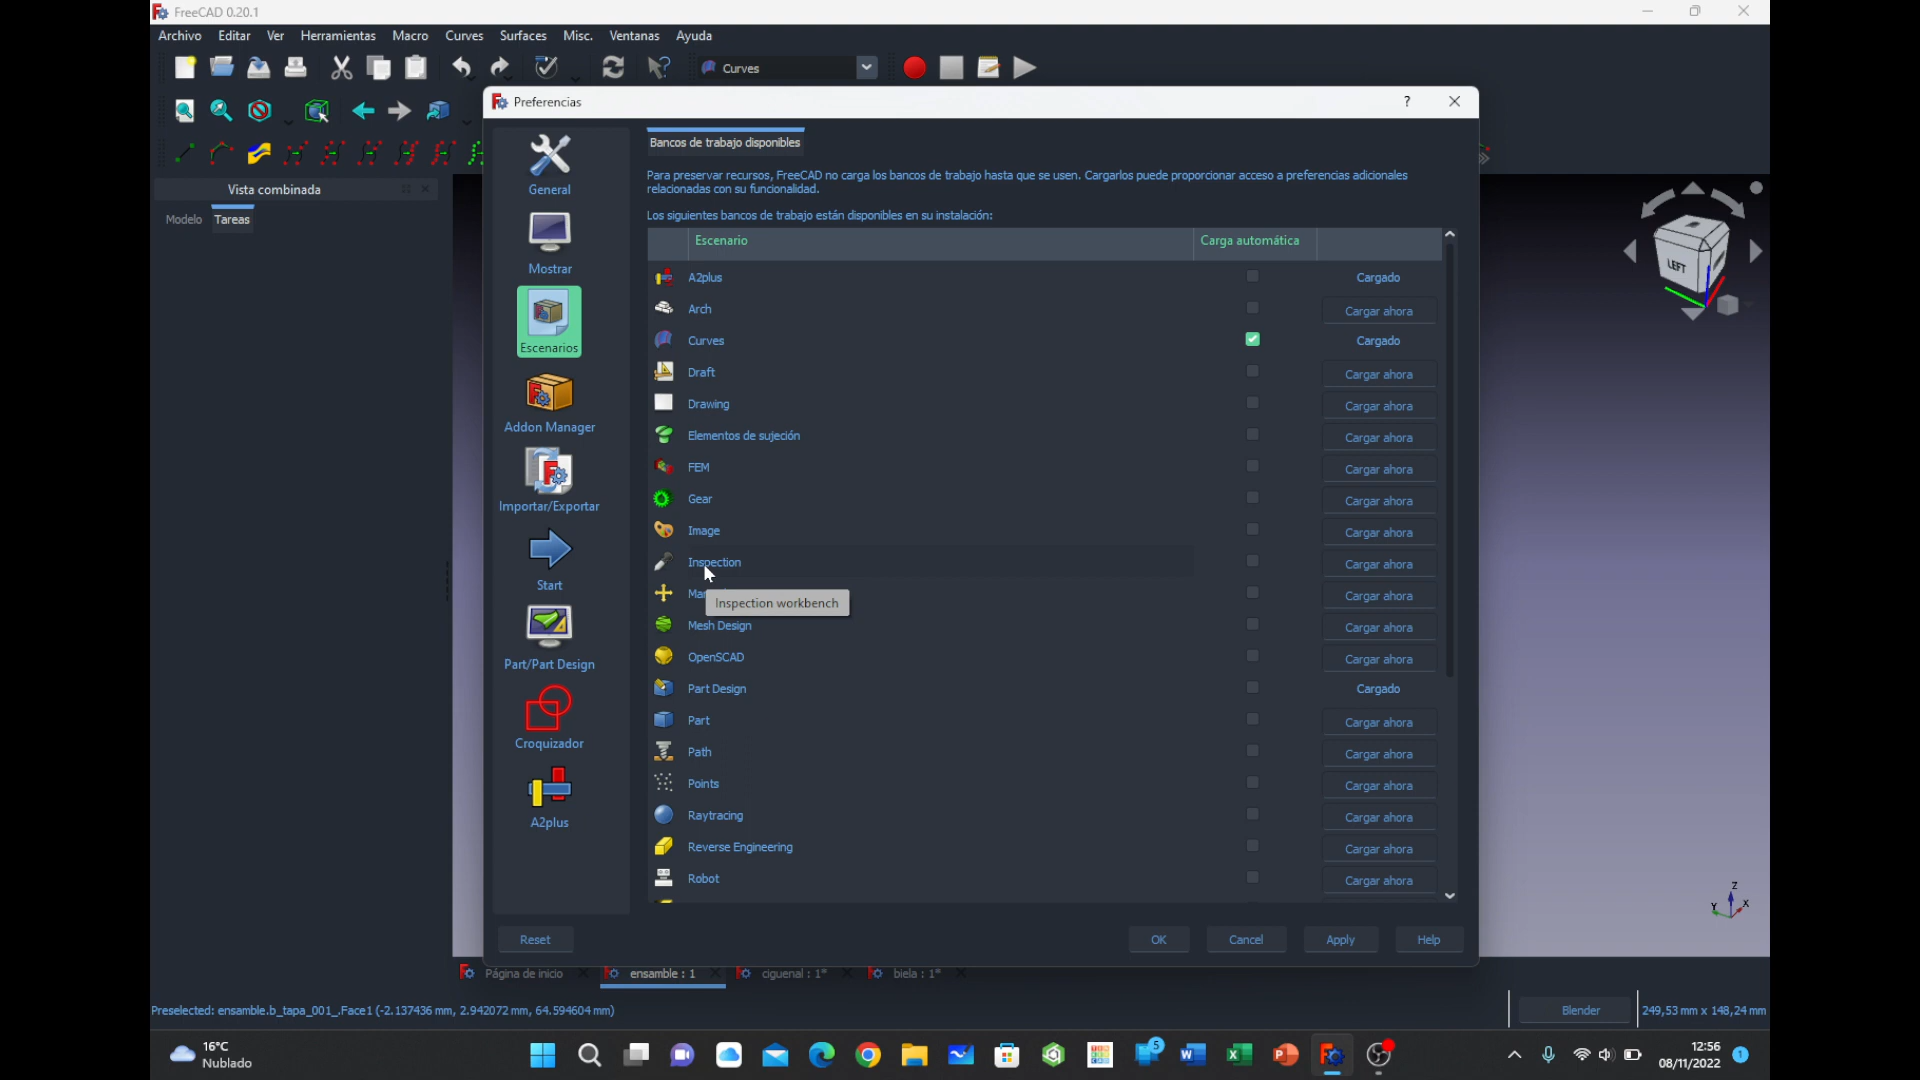 FreeCAD 0.20.1
Archivo Editar Ver Herramientas Macro Curves Surfaces Misc. Ventanas Ayuda
Curves
Preferencias
Vista combinada
Modelo Tareas
General
Mostrar
Escenarios
Addon Manager
Importar/Exportar
Start
Part/Part Design
Croquizador
A2plus
Bancos de trabajo disponibles
Para preservar recursos, FreeCAD no carga los bancos de trabajo hasta que se usen. Cargarlos puede proporcionar acceso a preferencias adicionales
relacionadas con su funcionalidad.
Los siguientes bancos de trabajo están disponibles en su instalación:
Escenario Carga automática
A2plus Cargado
Arch Cargar ahora
Curves Cargado
Draft Cargar ahora
Drawing Cargar ahora
Elementos de sujeción Cargar ahora
FEM Cargar ahora
Gear Cargar ahora
Image Cargar ahora
Inspection Cargar ahora
Cargar ahora
Inspection workbench
Mesh Design Cargar ahora
OpenSCAD Cargar ahora
Part Design Cargado
Part Cargar ahora
Path Cargar ahora
Points Cargar ahora
Raytracing Cargar ahora
Reverse Engineering Cargar ahora
Robot Cargar ahora
Reset OK Cancel Apply Help
LEFT
Z
Y X
Página de inicio ensamble : 1 ciguenal : 1* biela : 1*
Preselected: ensamble.b_tapa_001_.Face1 (-2.137436 mm, 2.942072 mm, 64.594604 mm)
Blender 249,53 mm x 148,24 mm
16°C
Nublado
5
12:56
08/11/2022
1